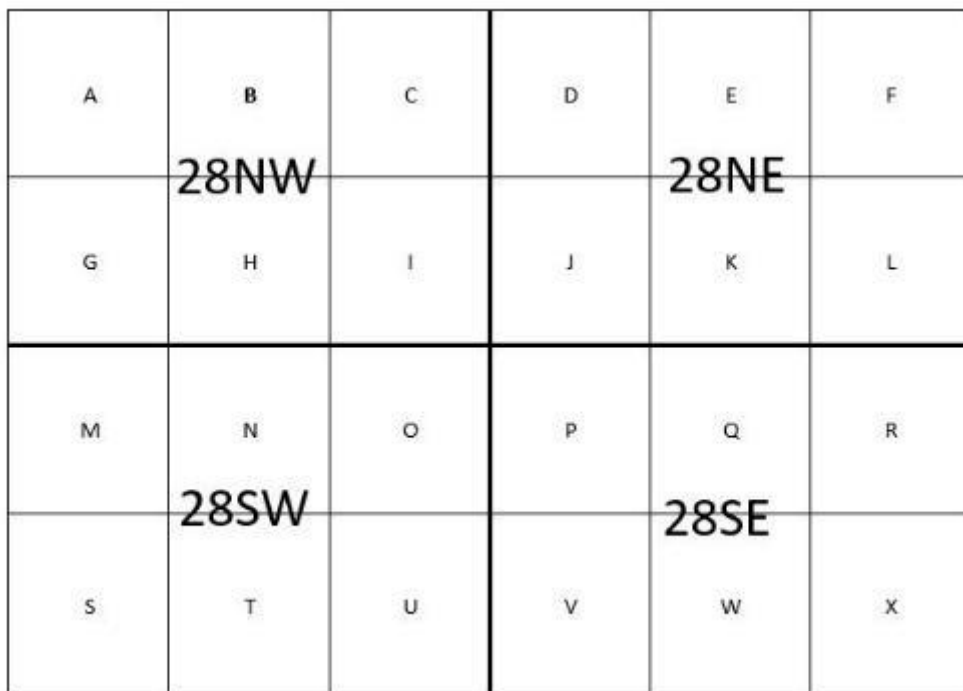 A B C D E F
28NW 28NE
G H I J K L
M N O P Q R
28SW 28SE
S T U V W X